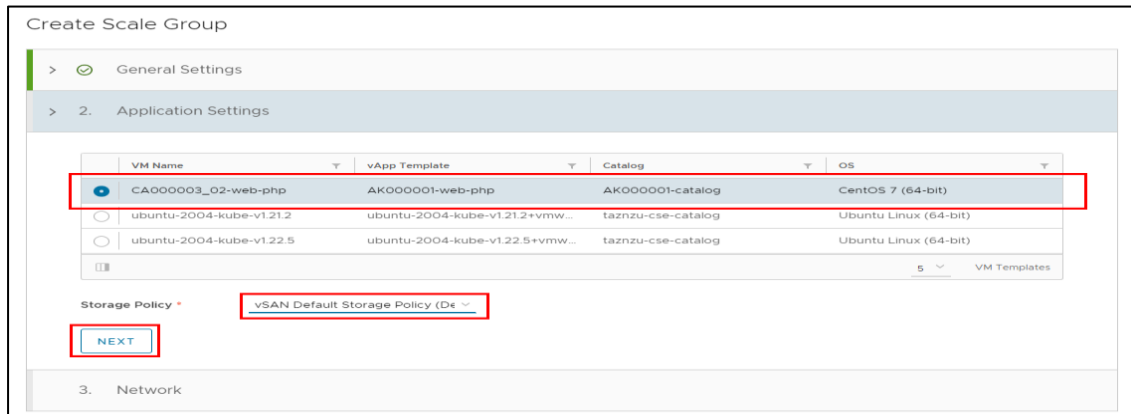 Create Scale Group
> General Settings
> 2. Application Settings
VM Name vApp Template Catalog OS
CA000003_02-web-php AK000001-web-php AK000001-catalog CentOS 7 (64-bit)
ubuntu-2004-kube-v1.21.2 ubuntu-2004-kube-v1.21.2+vmw... taznzu-cse-catalog Ubuntu Linux (64-bit)
ubuntu-2004-kube-v1.22.5 ubuntu-2004-kube-v1.22.5+vmw... taznzu-cse-catalog Ubuntu Linux (64-bit)
5 VM Templates
Storage Policy * vSAN Default Storage Policy (De
NEXT
3. Network